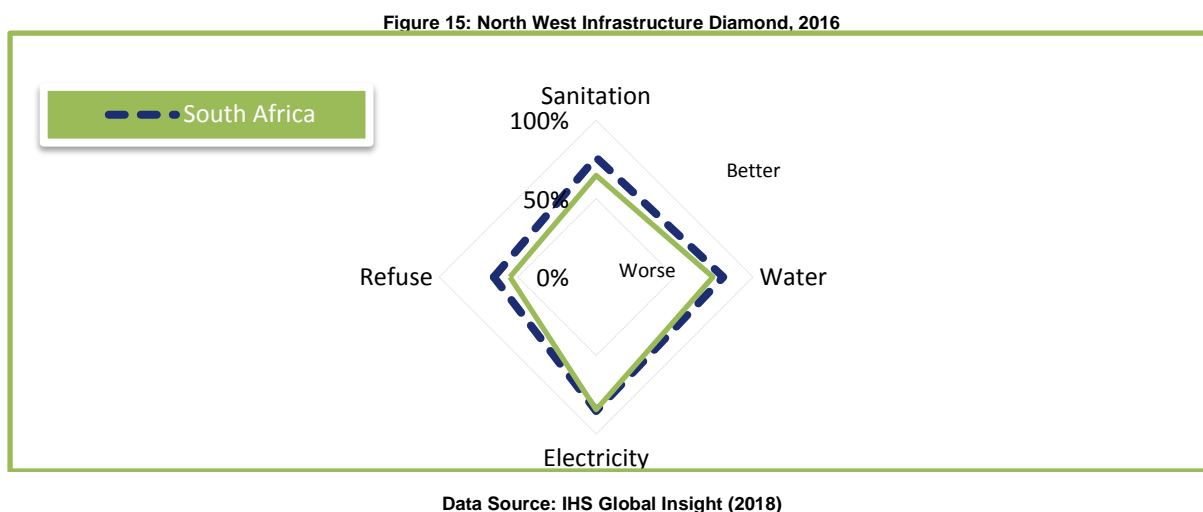 Figure 15: North West Infrastructure Diamond, 2016
South Africa
Sanitation
100%
Better
50%
Refuse
0%
Worse
Water
Electricity
Data Source: IHS Global Insight (2018)